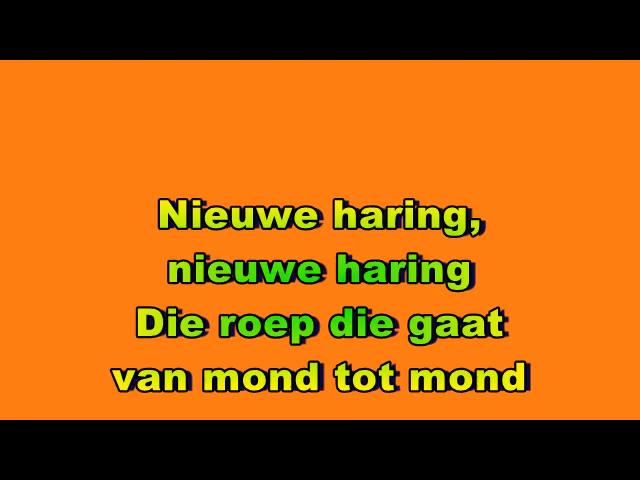 Nieuwe haring,
nieuwe haring
Die roep die gaat
van mond tot mond